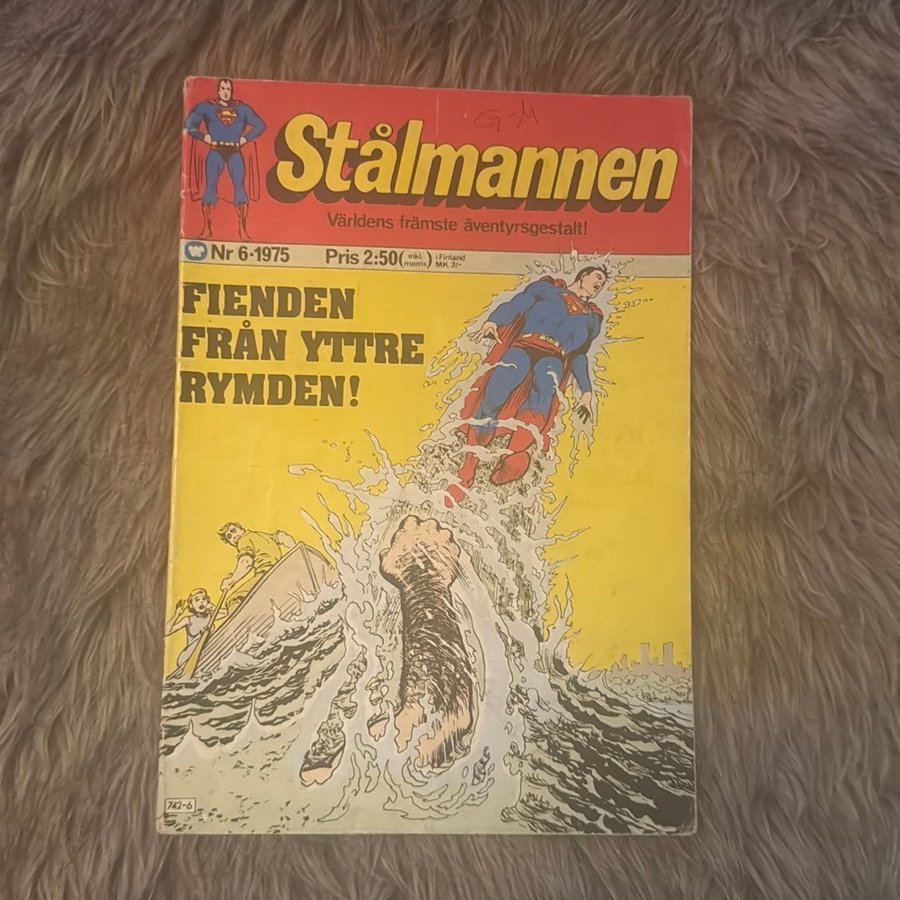 G-M
Stålmannen
Världens främste äventyrsgestalt!
Nr 6•1975 Pris 2:50 (inkl. moms) i Finland MK 3:-
FIENDEN
FRÅN YTTRE
RYMDEN!
742-6